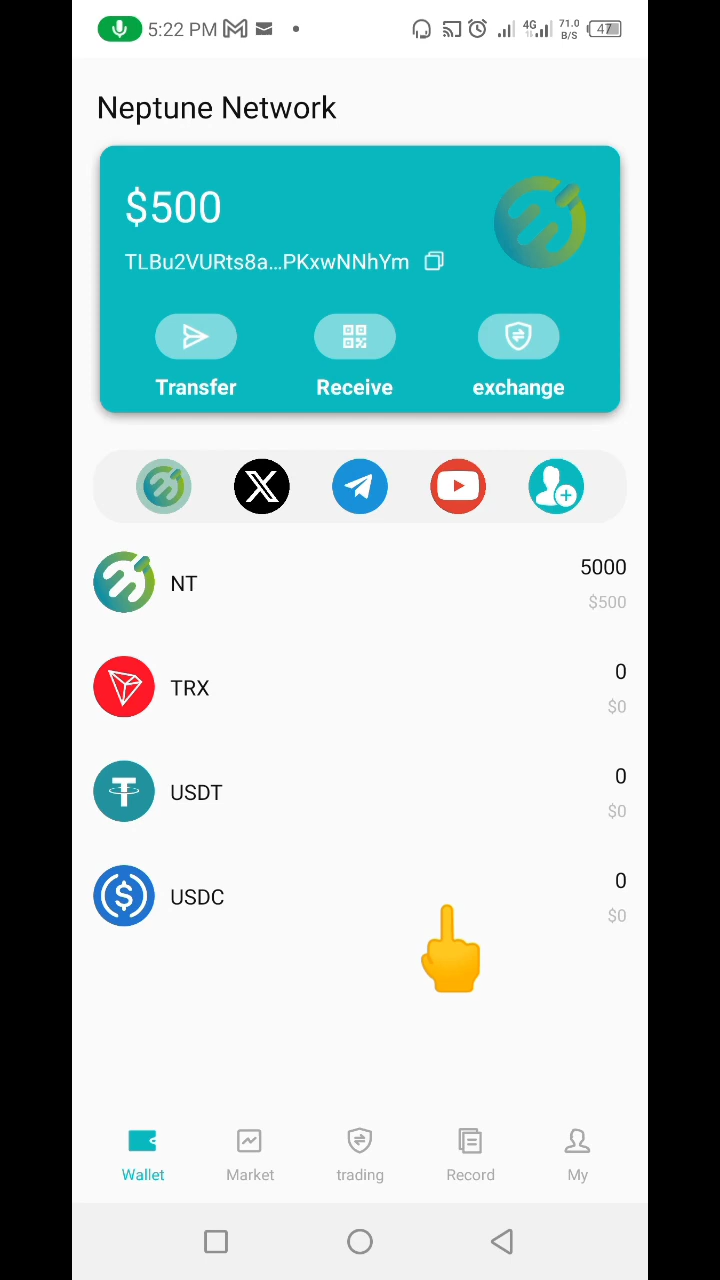 5:22 PM
4G
71.0
B/S
47
Neptune Network
$500
TLBu2VURts8a...PKxwNNhYm
Transfer
Receive
exchange
NT
5000
$500
TRX
0
$0
USDT
0
$0
USDC
0
$0
Wallet
Market
trading
Record
My